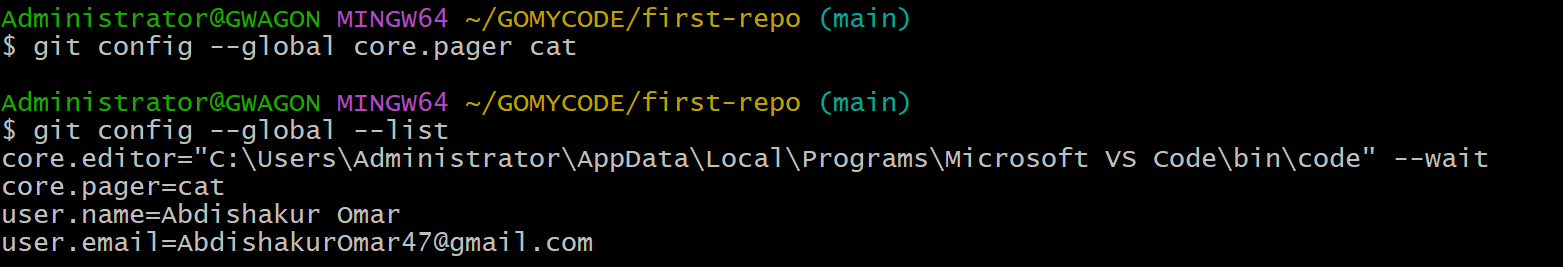 Administrator@GWAGON MINGW64 ~/GOMYCODE/first-repo (main)
$ git config --global core.pager cat
Administrator@GWAGON MINGW64 ~/GOMYCODE/first-repo (main)
$ git config --global --list
core.editor="C:\Users\Administrator\AppData\Local\Programs\Microsoft VS Code\bin\code" --wait
core.pager=cat
user.name=Abdishakur Omar
user.email=AbdishakurOmar47@gmail.com